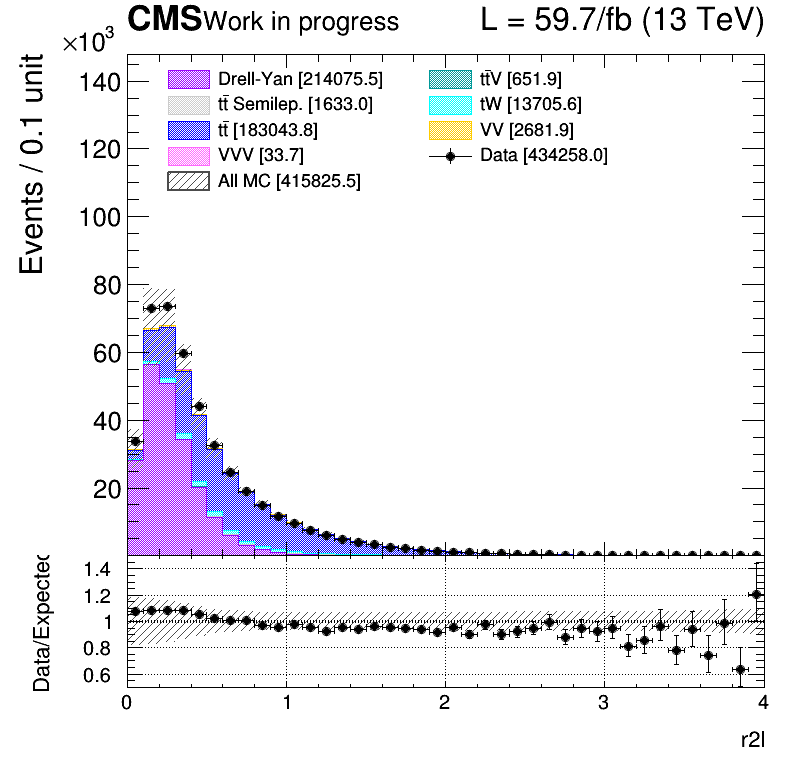 CMS Work in progress L = 59.7/fb (13 TeV)
×10³
Events / 0.1 unit
140
120
100
80
60
40
20
Drell-Yan [214075.5]
tt̄ Semilep. [1633.0]
tt̄ [183043.8]
VVV [33.7]
All MC [415825.5]
tt̄V [651.9]
tW [13705.6]
VV [2681.9]
Data [434258.0]
Data/Expected
1.4
1.2
1
0.8
0.6
0 1 2 3 4
r2l